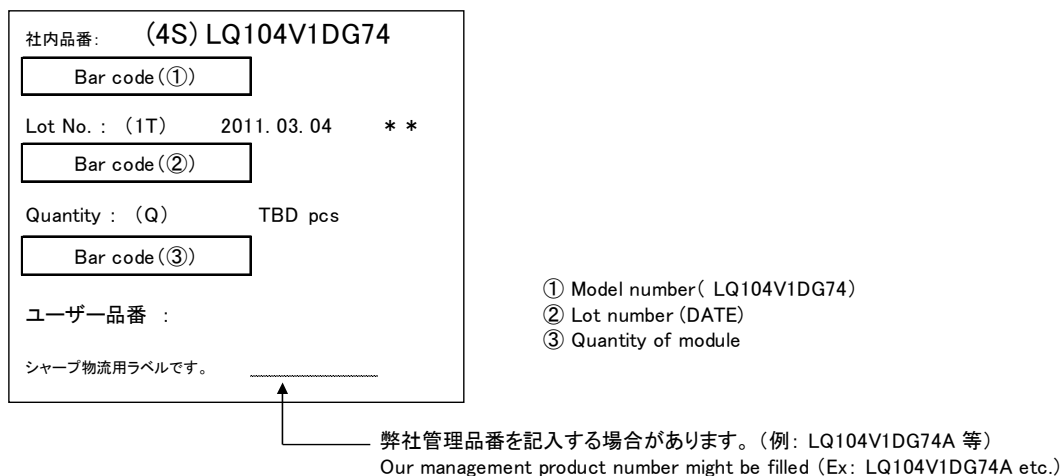 社内品番: (4S) LQ104V1DG74
Bar code(①)
Lot No. : (1T) 2011. 03. 04 * *
Bar code(②)
Quantity : (Q) TBD pcs
Bar code(③)
ユーザー品番 :
シャープ物流用ラベルです。
① Model number( LQ104V1DG74)
② Lot number (DATE)
③ Quantity of module
弊社管理品番を記入する場合があります。(例: LQ104V1DG74A 等)
Our management product number might be filled (Ex: LQ104V1DG74A etc.)